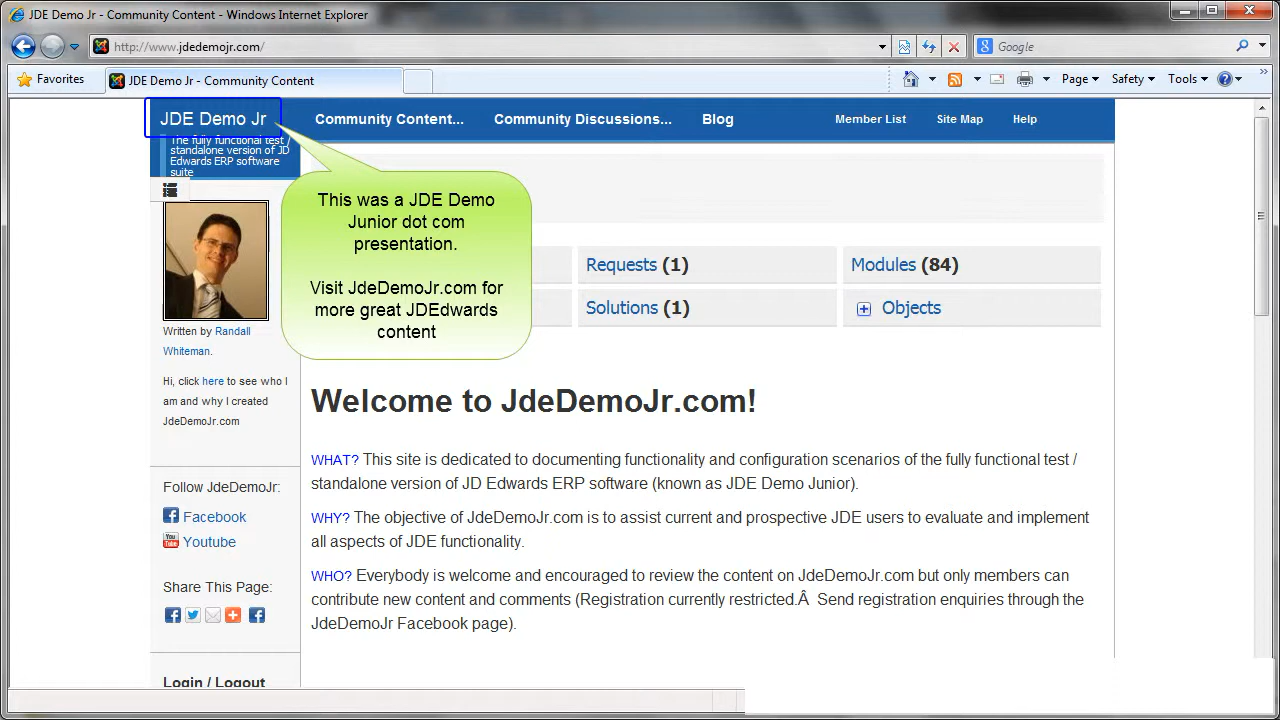 JDE Demo Jr - Community Content - Windows Internet Explorer
http://www.jdedemojr.com/
Google
Favorites
JDE Demo Jr - Community Content
Page
Safety
Tools
JDE Demo Jr
Community Content...
Community Discussions...
Blog
Member List
Site Map
Help
The fully functional test /
standalone version of JD
Edwards ERP software
suite
This was a JDE Demo
Junior dot com
presentation.
Visit JdeDemoJr.com for
more great JDEdwards
content
Requests (1)
Modules (84)
Solutions (1)
Objects
Written by Randall
Whiteman.
Hi, click here to see who I
am and why I created
JdeDemoJr.com
Follow JdeDemoJr:
Facebook
You Tube
Youtube
Share This Page:
Login / Logout
Welcome to JdeDemoJr.com!
WHAT? This site is dedicated to documenting functionality and configuration scenarios of the fully functional test /
standalone version of JD Edwards ERP software (known as JDE Demo Junior).
WHY? The objective of JdeDemoJr.com is to assist current and prospective JDE users to evaluate and implement
all aspects of JDE functionality.
WHO? Everybody is welcome and encouraged to review the content on JdeDemoJr.com but only members can
contribute new content and comments (Registration currently restricted.Â  Send registration enquiries through the
JdeDemoJr Facebook page).